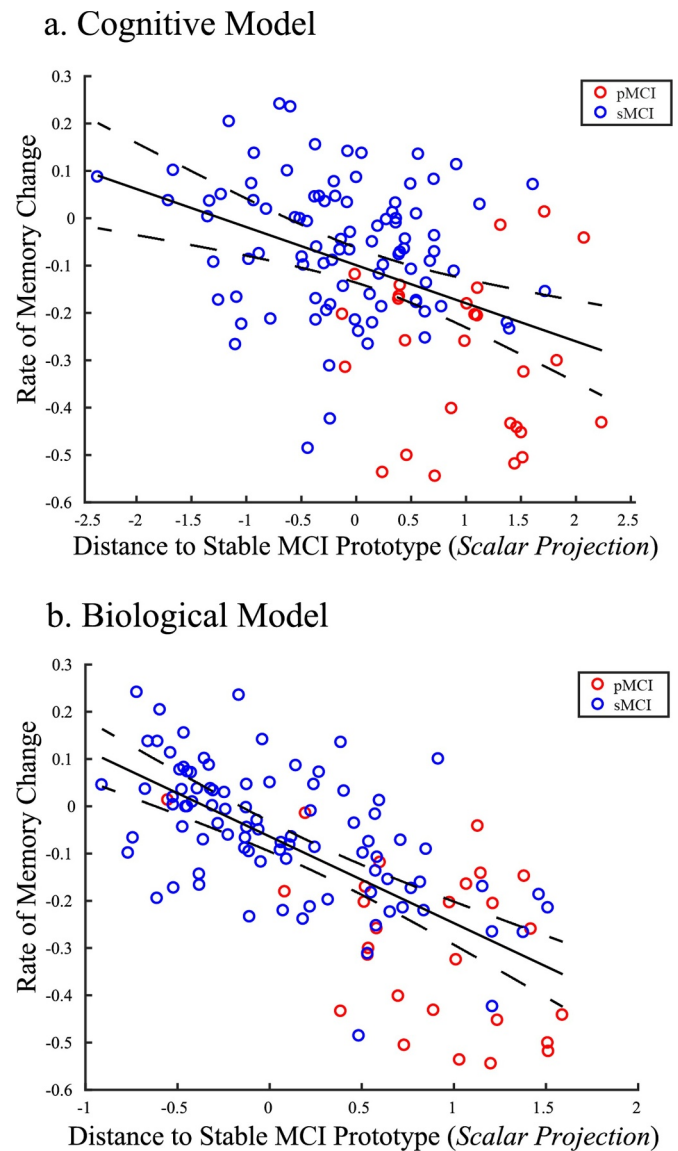 a. Cognitive Model
0.3
0.2
0.1
0
-0.1
-0.2
-0.3
-0.4
-0.5
-0.6
Rate of Memory Change
pMCI
sMCI
-2.5 -2 -1.5 -1 -0.5 0 0.5 1 1.5 2 2.5
Distance to Stable MCI Prototype (Scalar Projection)
b. Biological Model
0.3
0.2
0.1
0
-0.1
-0.2
-0.3
-0.4
-0.5
-0.6
Rate of Memory Change
pMCI
sMCI
-1 -0.5 0 0.5 1 1.5 2
Distance to Stable MCI Prototype (Scalar Projection)